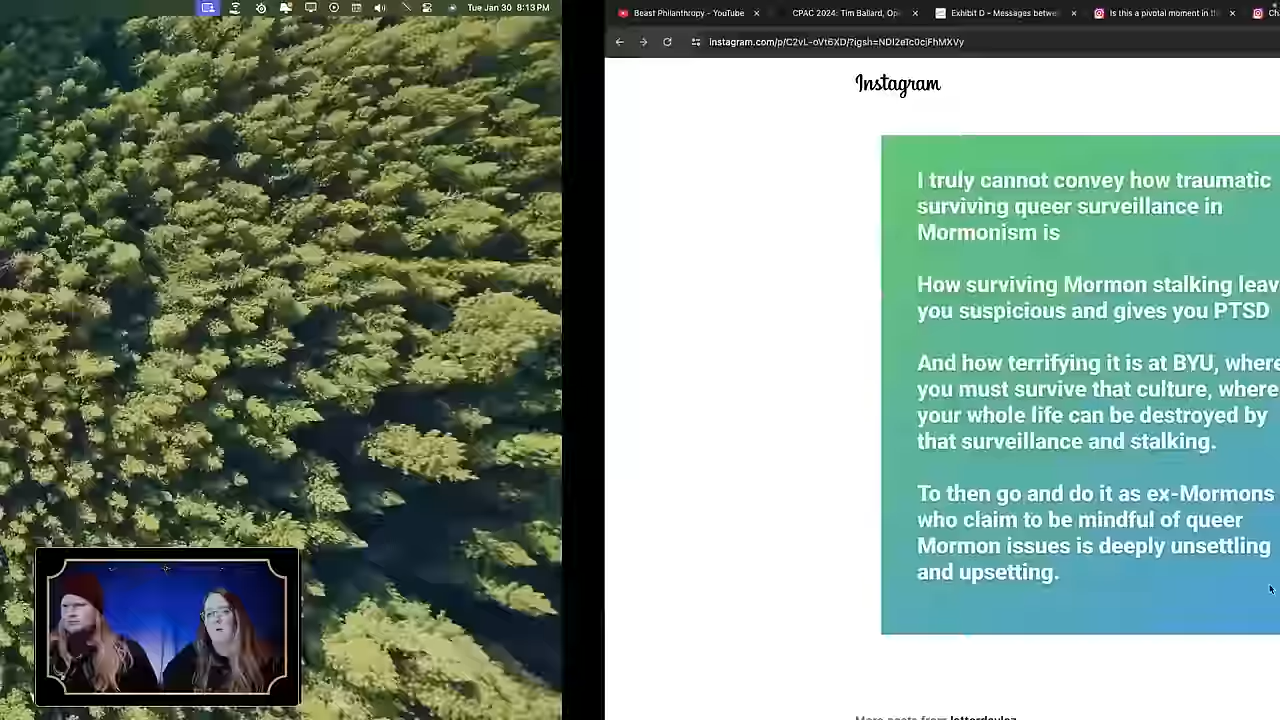 Tue Jan 30 8:13 PM
Beast Philanthropy - YouTube
CPAC 2024: Tim Ballard, Op
Exhibit D - Messages betwe
Is this a pivotal moment in th
instagram.com/p/C2vL-oVt6XD/?igsh=NDI2eTc0cjFhMXVy
Instagram
I truly cannot convey how traumatic
surviving queer surveillance in
Mormonism is
How surviving Mormon stalking leav
you suspicious and gives you PTSD
And how terrifying it is at BYU, where
you must survive that culture, where
your whole life can be destroyed by
that surveillance and stalking.
To then go and do it as ex-Mormons
who claim to be mindful of queer
Mormon issues is deeply unsettling
and upsetting.
More posts from